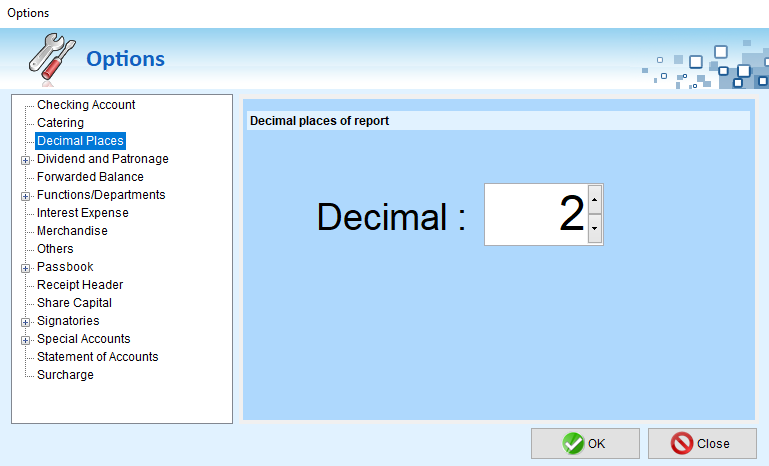 Options
Options
Checking Account
Catering
Decimal Places
Dividend and Patronage
Forwarded Balance
Functions/Departments
Interest Expense
Merchandise
Others
Passbook
Receipt Header
Share Capital
Signatories
Special Accounts
Statement of Accounts
Surcharge
Decimal places of report
Decimal : 2
OK
Close